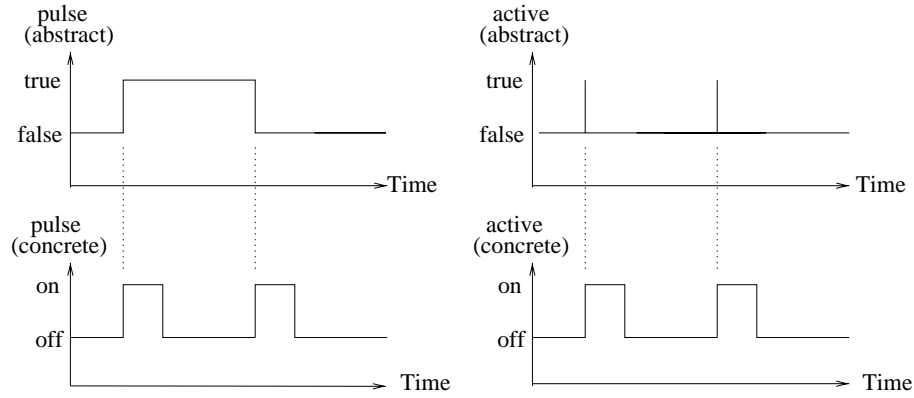 pulse
(abstract)
true
false
Time
active
(abstract)
true
false
Time
pulse
(concrete)
on
off
Time
active
(concrete)
on
off
Time